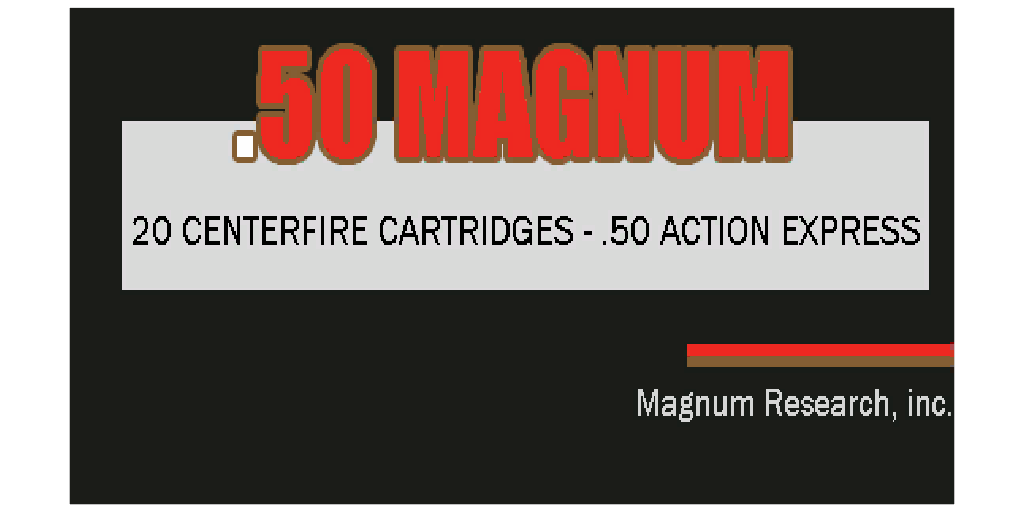 .50 MAGNUM
20 CENTERFIRE CARTRIDGES - .50 ACTION EXPRESS
Magnum Research, inc.